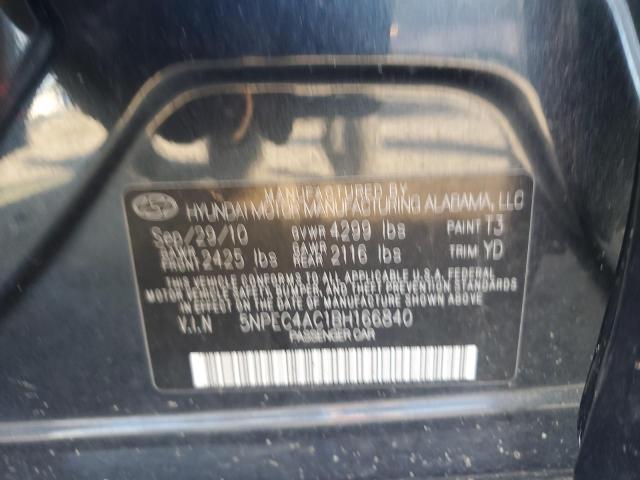 MANUFACTURED BY
HYUNDAI MOTOR MANUFACTURING ALABAMA, LLC
Sep/29/10 GVWR 4299 lbs PAINT T3
GAWR FRONT 2425 lbs GAWR REAR 2116 lbs TRIM YD
THIS VEHICLE CONFORMS TO ALL APPLICABLE U.S.A. FEDERAL
MOTOR VEHICLE SAFETY, BUMPER, AND THEFT PREVENTION STANDARDS
IN EFFECT ON THE DATE OF MANUFACTURE SHOWN ABOVE.
V.I.N 5NPEC4AC1BH166840
PASSENGER CAR